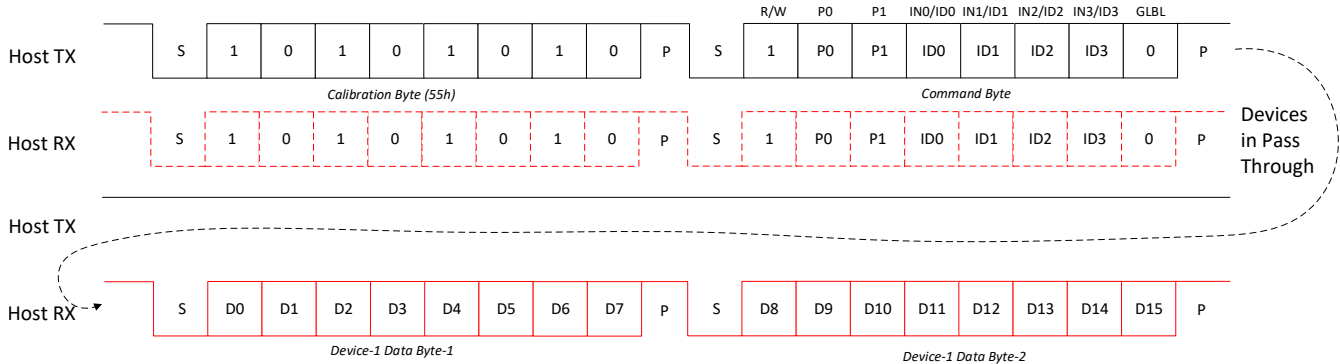 R/W P0 P1 IN0/ID0 IN1/ID1 IN2/ID2 IN3/ID3 GLBL
Host TX S 1 0 1 0 1 0 1 0 P S 1 P0 P1 ID0 ID1 ID2 ID3 0 P
Calibration Byte (55h) Command Byte
Host RX S 1 0 1 0 1 0 1 0 P S 1 P0 P1 ID0 ID1 ID2 ID3 0 P
Devices
in Pass
Through
Host TX
Host RX S D0 D1 D2 D3 D4 D5 D6 D7 P S D8 D9 D10 D11 D12 D13 D14 D15 P
Device-1 Data Byte-1 Device-1 Data Byte-2